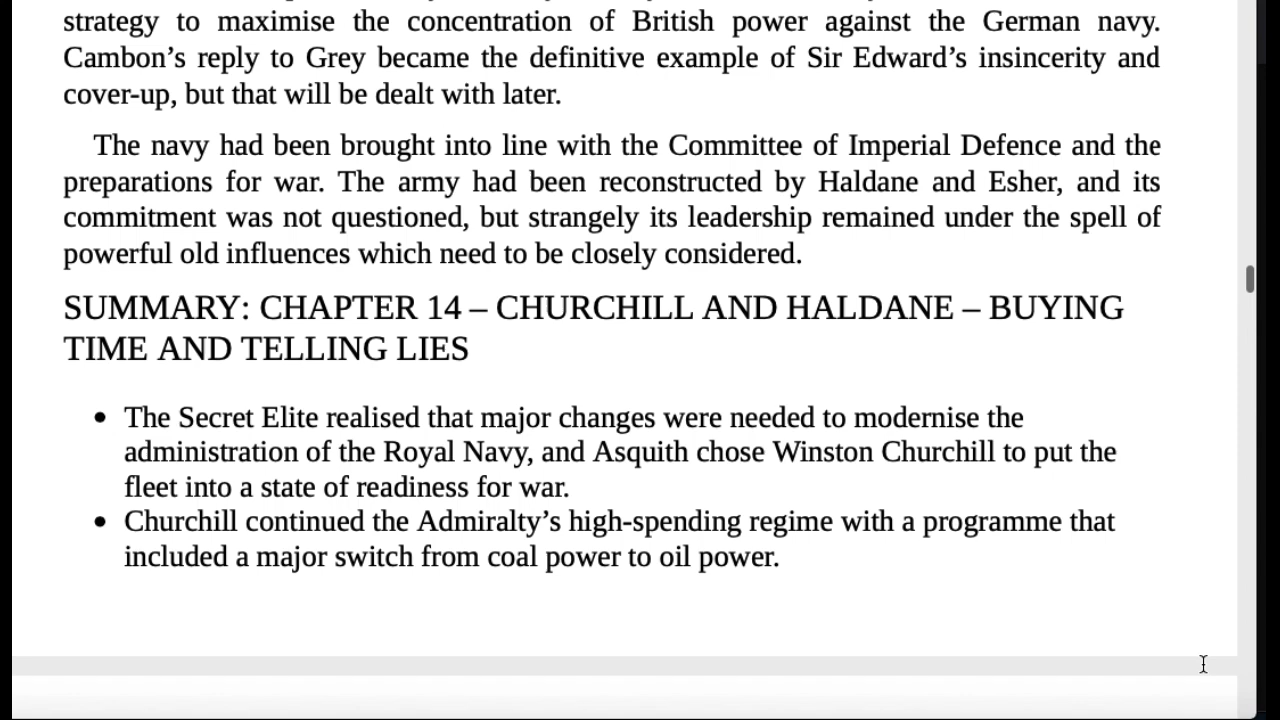 strategy to maximise the concentration of British power against the German navy.
Cambon’s reply to Grey became the definitive example of Sir Edward’s insincerity and
cover-up, but that will be dealt with later.
The navy had been brought into line with the Committee of Imperial Defence and the
preparations for war. The army had been reconstructed by Haldane and Esher, and its
commitment was not questioned, but strangely its leadership remained under the spell of
powerful old influences which need to be closely considered.
SUMMARY: CHAPTER 14 – CHURCHILL AND HALDANE – BUYING
TIME AND TELLING LIES
• The Secret Elite realised that major changes were needed to modernise the
administration of the Royal Navy, and Asquith chose Winston Churchill to put the
fleet into a state of readiness for war.
• Churchill continued the Admiralty’s high-spending regime with a programme that
included a major switch from coal power to oil power.